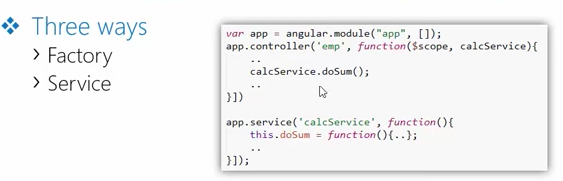 Three ways
Factory
Service
var app = angular.module("app", []);
app.controller('emp', function($scope, calcService){
..
calcService.doSum();
..
}])
app.service('calcService', function(){
this.doSum = function(){..};
..
}]);